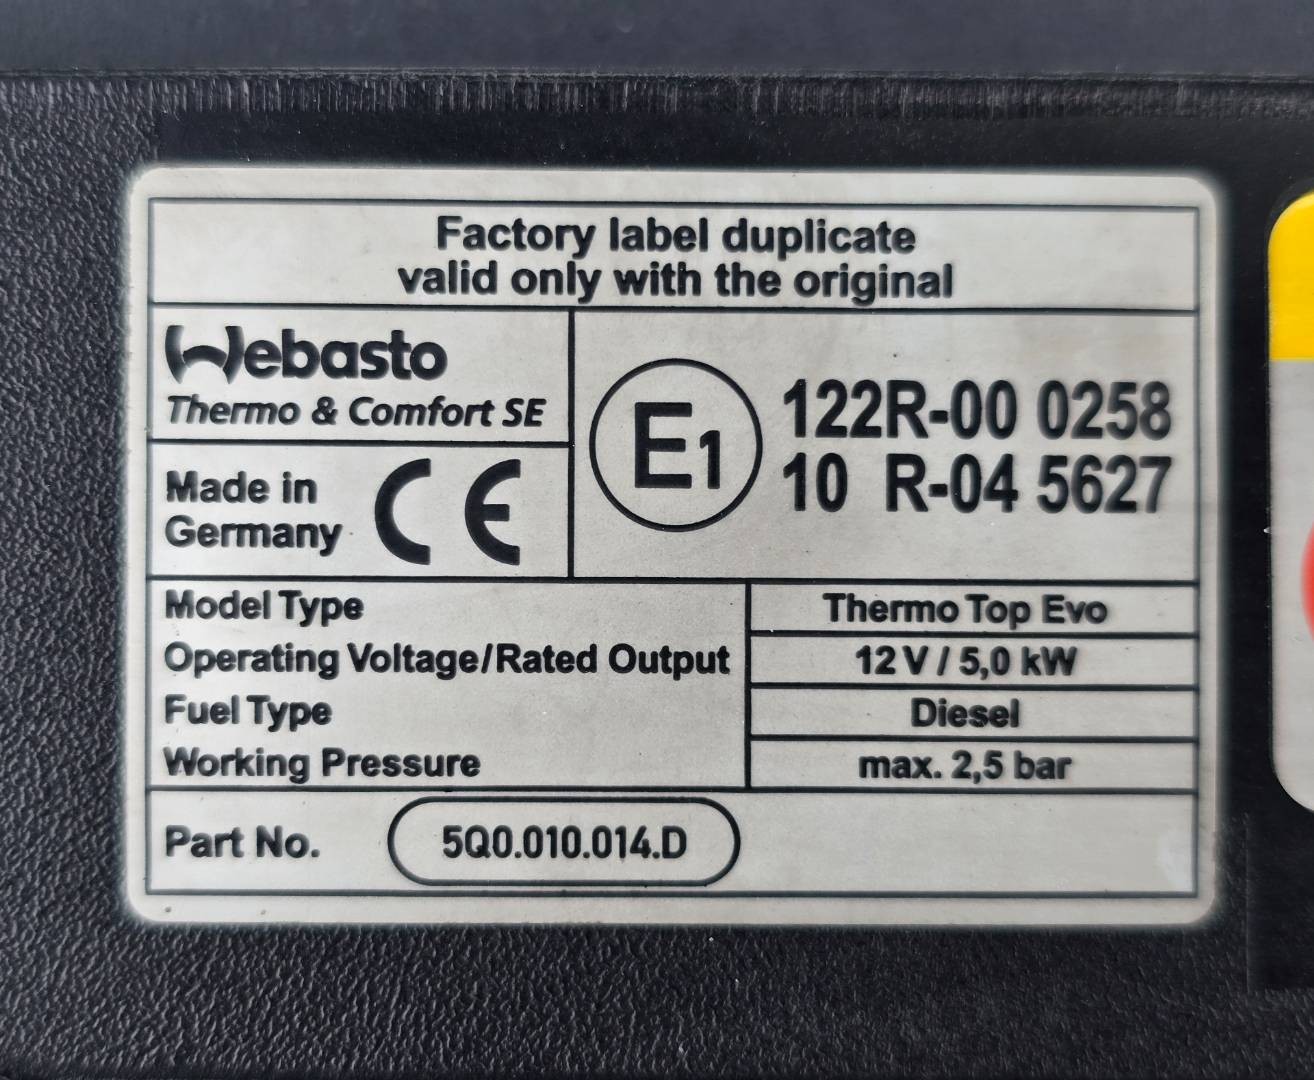 Factory label duplicate
valid only with the original
Webasto
Thermo & Comfort SE
Made in
Germany
CE
E1
122R-00 0258
10 R-04 5627
Model Type
Thermo Top Evo
Operating Voltage/Rated Output
12 V / 5,0 kW
Fuel Type
Diesel
Working Pressure
max. 2,5 bar
Part No.
5Q0.010.014.D